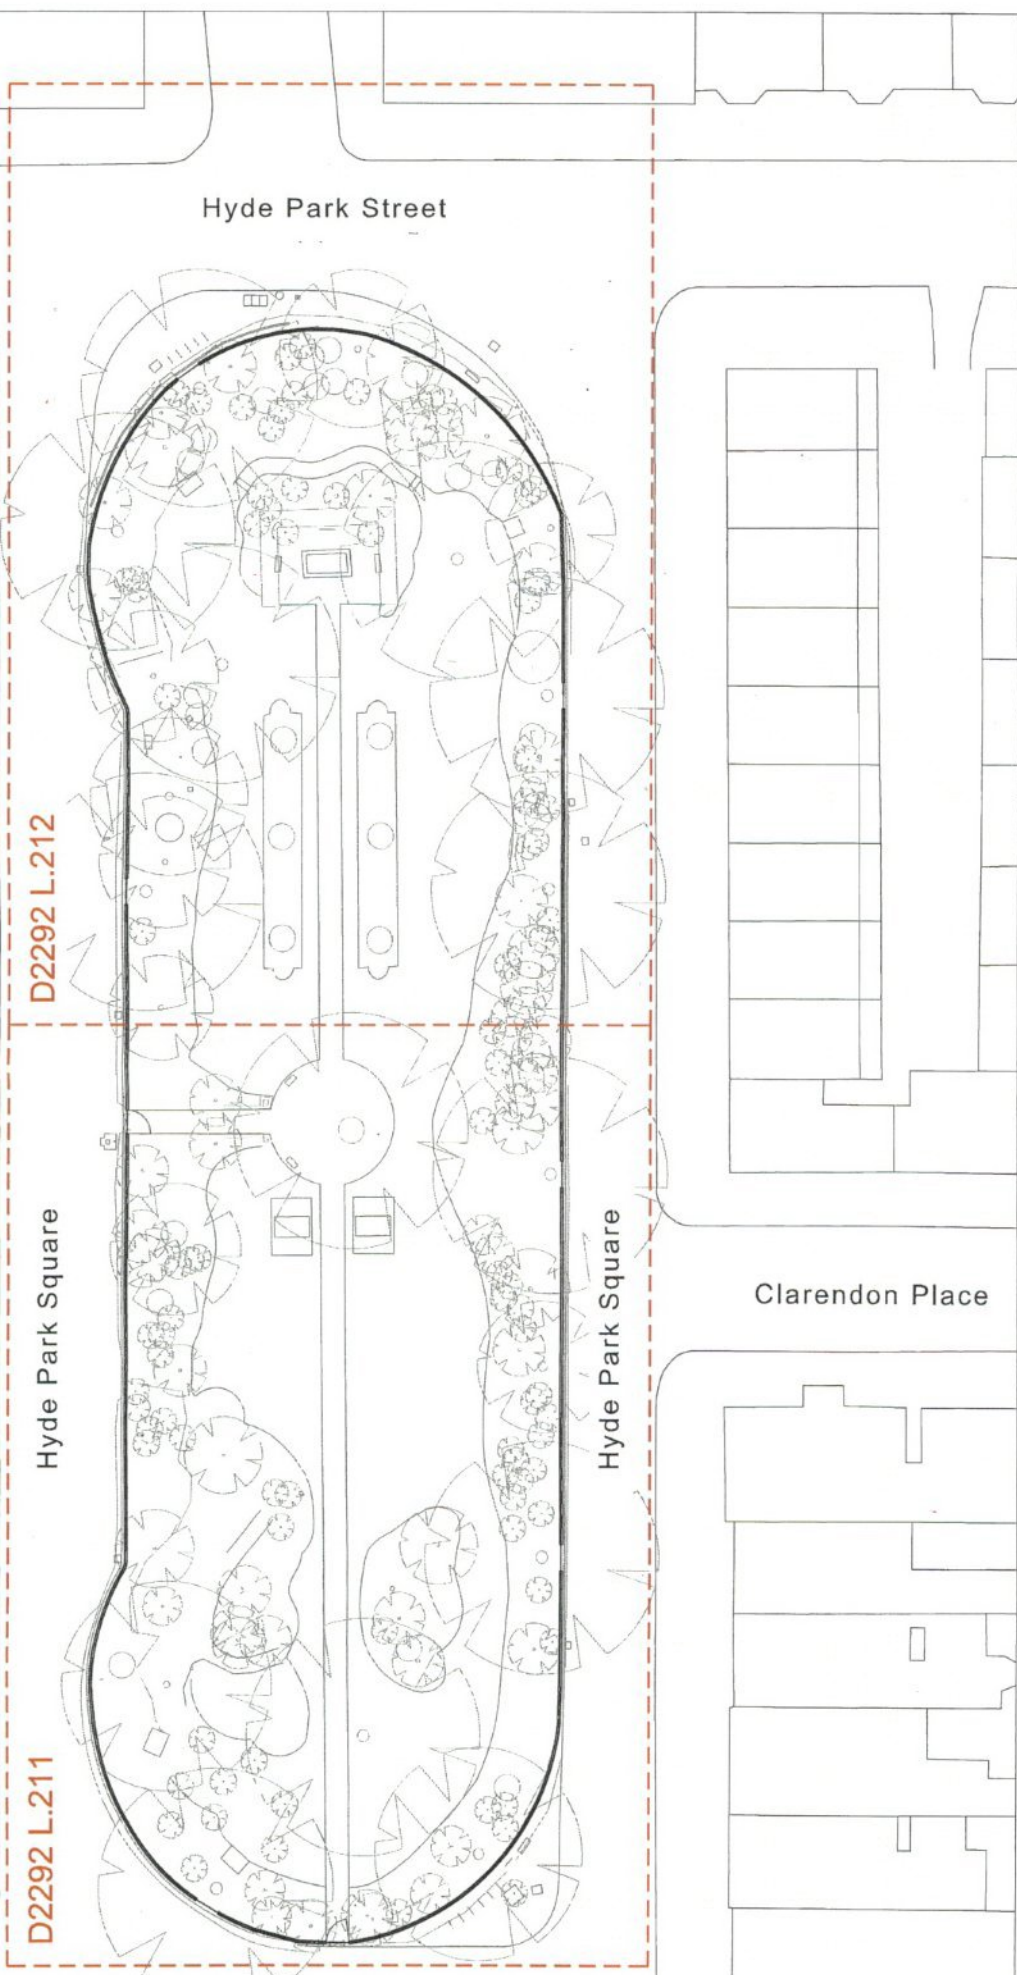 Hyde Park Street
D2292 L.212
Hyde Park Square
Hyde Park Square
Clarendon Place
D2292 L.211